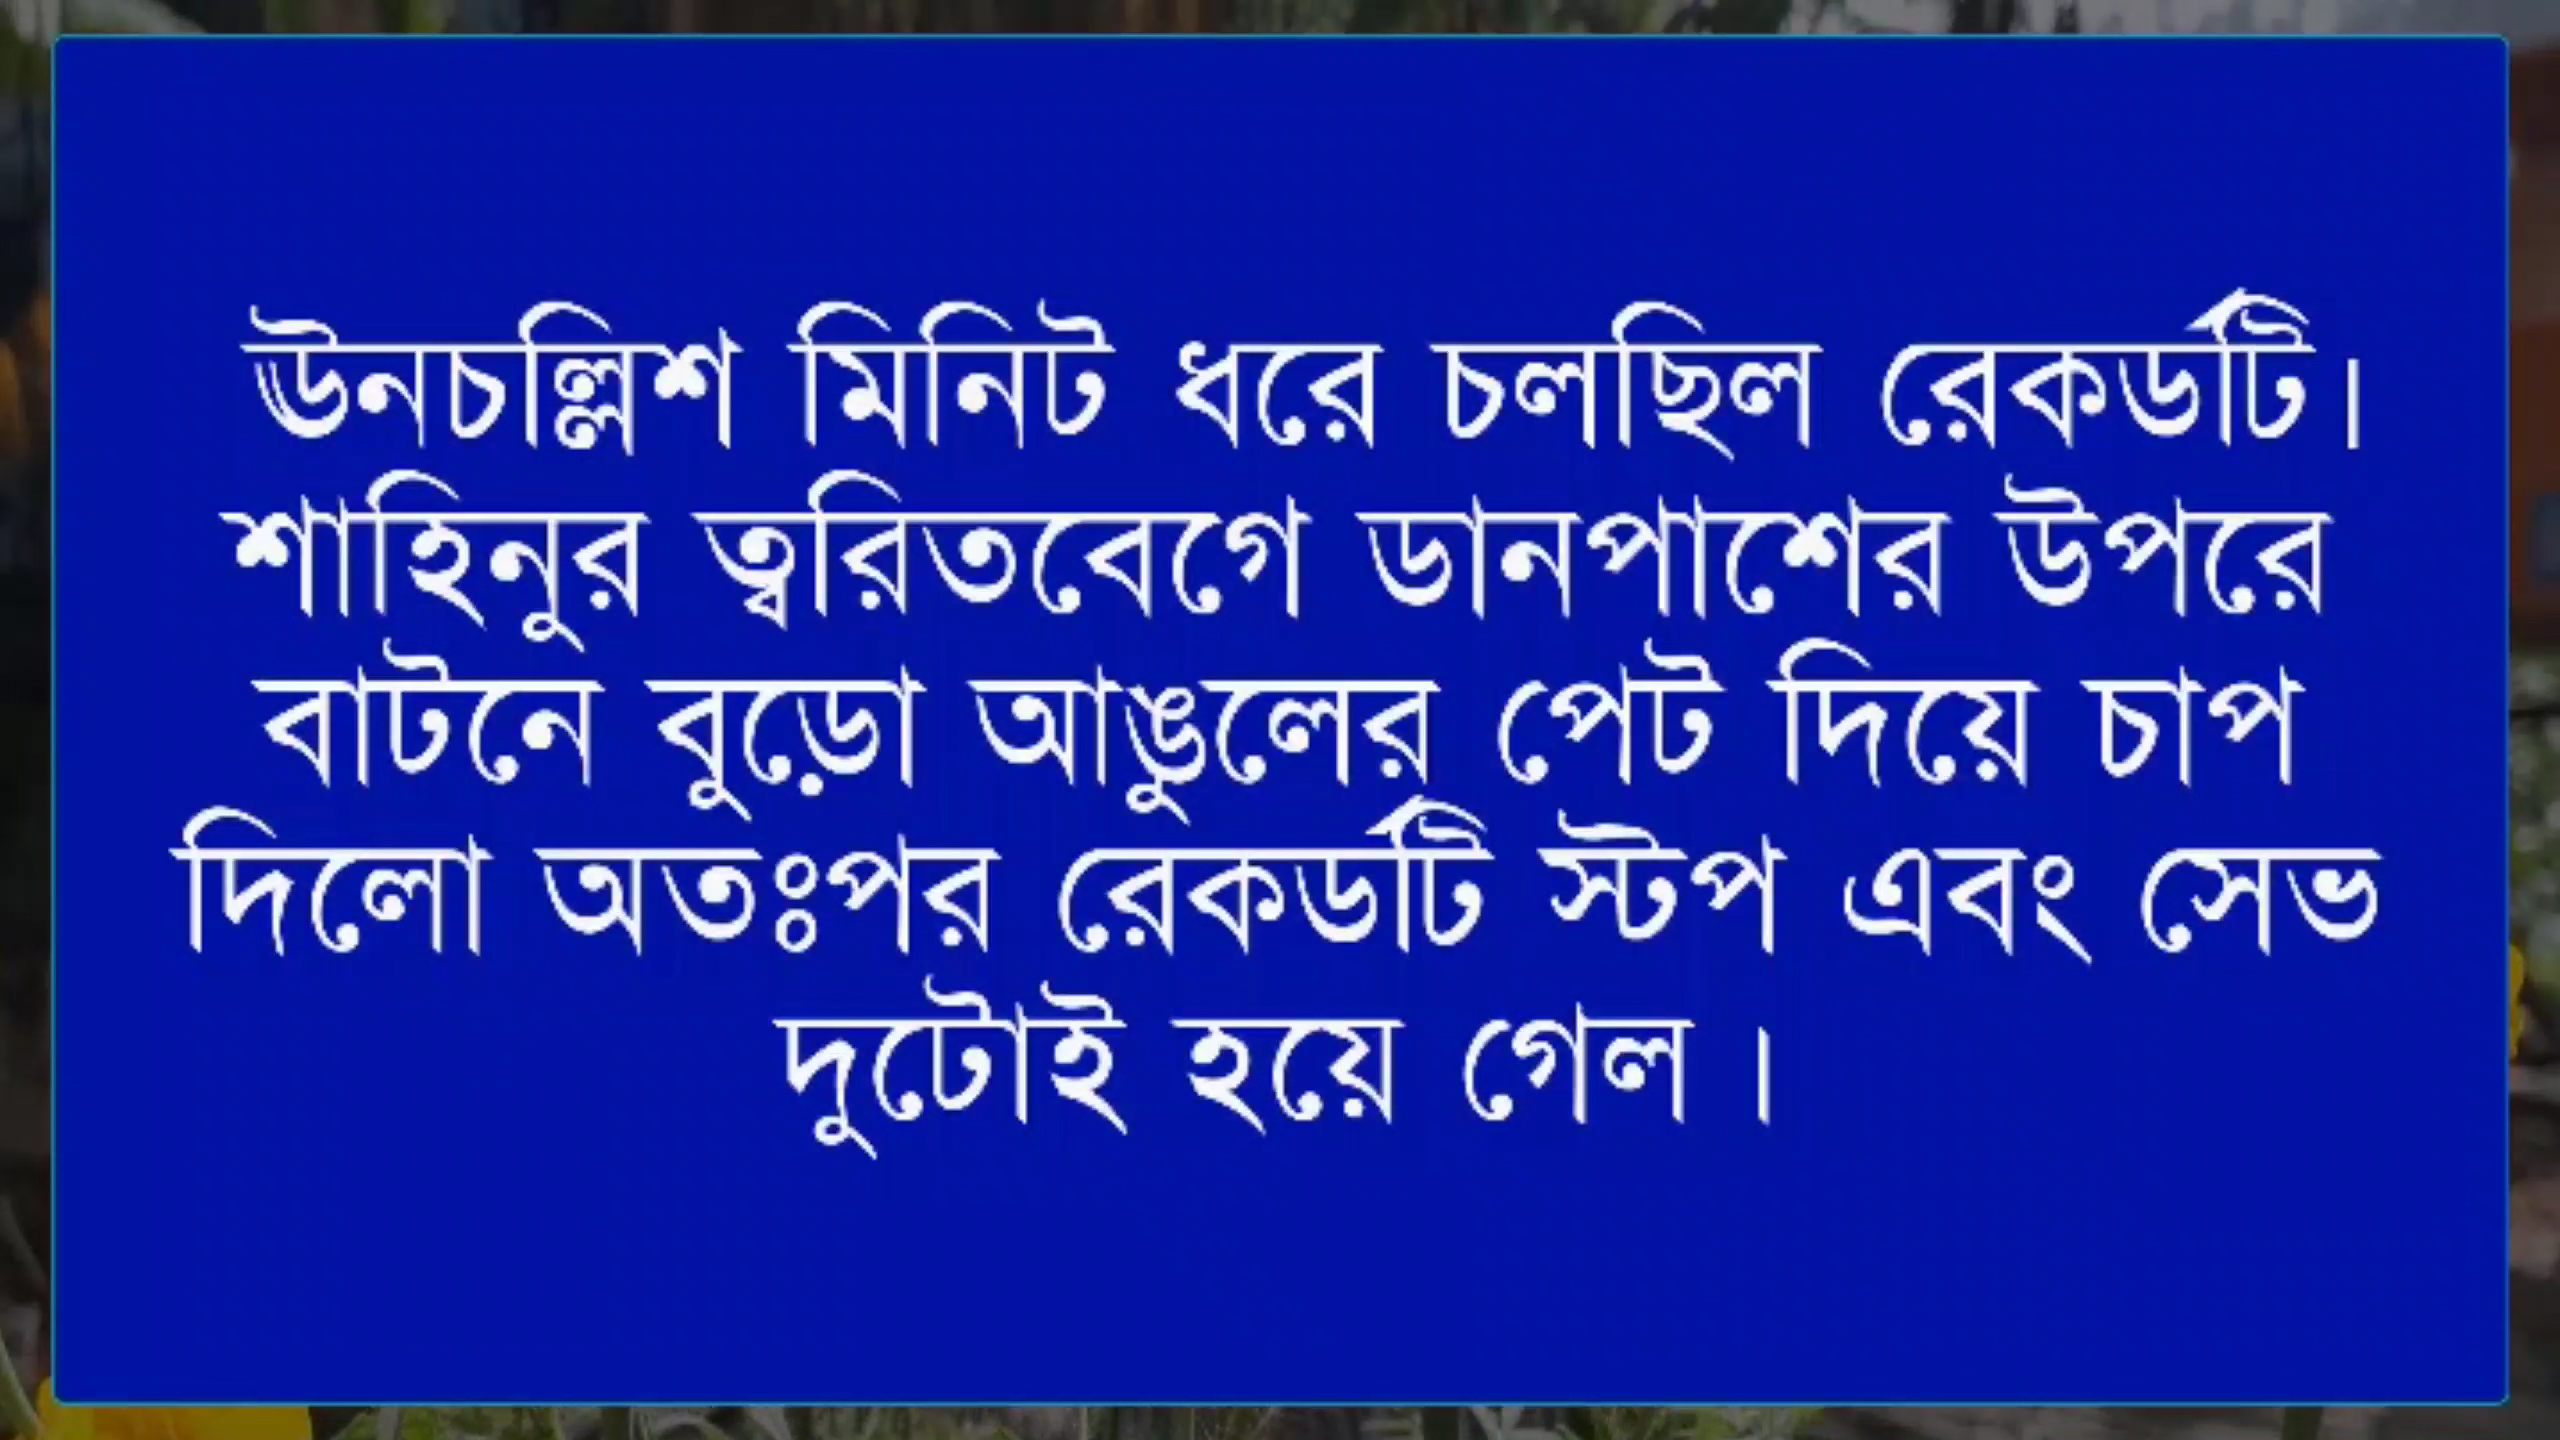 ঊনচল্লিশ মিনিট ধরে চলছিল রেকর্ডটি।
শাহিনুর ত্বরিতবেগে ডানপাশের উপরে
বাটনে বুড়ো আঙুলের পেট দিয়ে চাপ
দিলো অতঃপর রেকর্ডটি স্টপ এবং সেভ
দুটোই হয়ে গেল ।